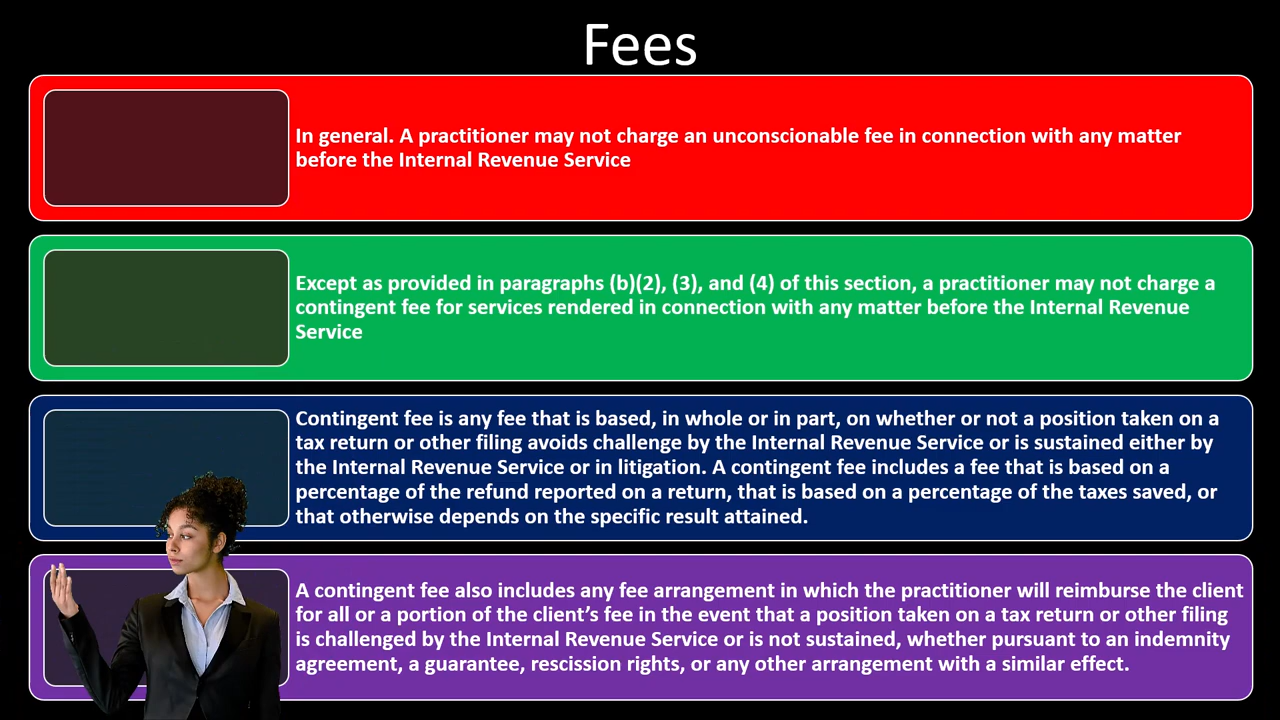 Fees
In general. A practitioner may not charge an unconscionable fee in connection with any matter
before the Internal Revenue Service
Except as provided in paragraphs (b)(2), (3), and (4) of this section, a practitioner may not charge a
contingent fee for services rendered in connection with any matter before the Internal Revenue
Service
Contingent fee is any fee that is based, in whole or in part, on whether or not a position taken on a
tax return or other filing avoids challenge by the Internal Revenue Service or is sustained either by
the Internal Revenue Service or in litigation. A contingent fee includes a fee that is based on a
percentage of the refund reported on a return, that is based on a percentage of the taxes saved, or
that otherwise depends on the specific result attained.
A contingent fee also includes any fee arrangement in which the practitioner will reimburse the client
for all or a portion of the client’s fee in the event that a position taken on a tax return or other filing
is challenged by the Internal Revenue Service or is not sustained, whether pursuant to an indemnity
agreement, a guarantee, rescission rights, or any other arrangement with a similar effect.